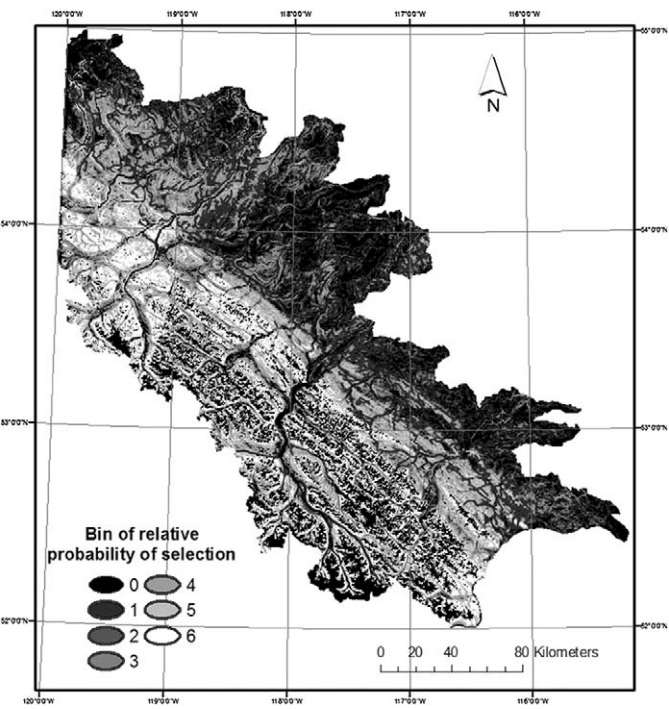 120°0'0"W 119°0'0"W 118°0'0"W 117°0'0"W 116°0'0"W
55°0'0"N
N
54°0'0"N 54°0'0"N
53°0'0"N 53°0'0"N
Bin of relative
probability of selection
0 4
1 5
2 6
3
52°0'0"N 52°0'0"N
0 20 40 80 Kilometers
120°0'0"W 119°0'0"W 118°0'0"W 117°0'0"W 116°0'0"W